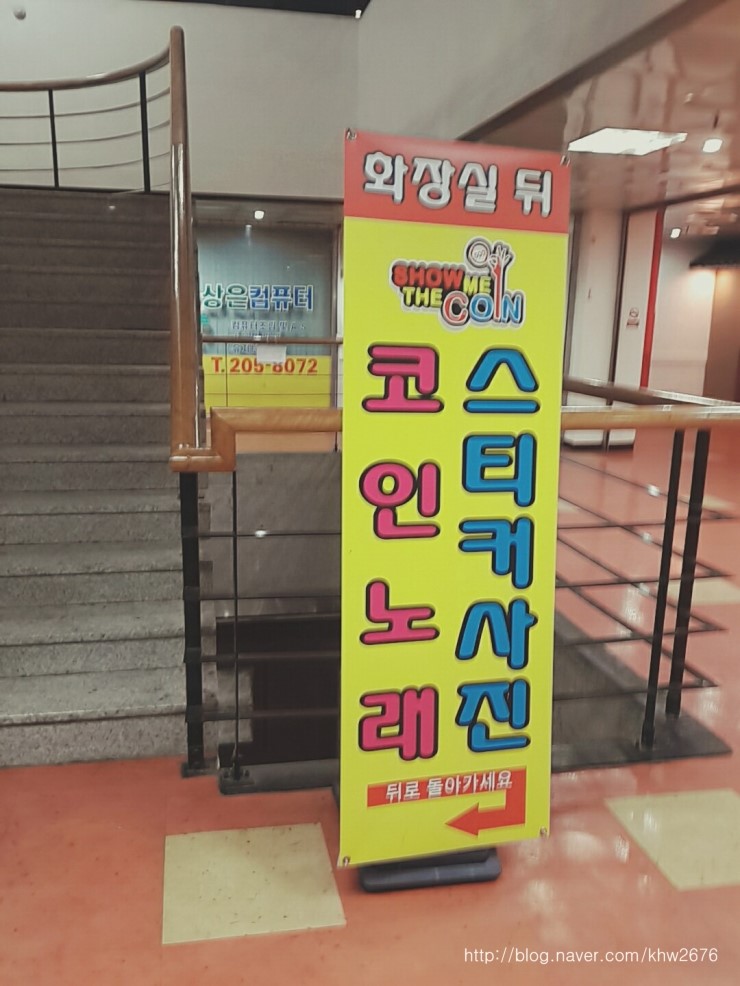 화장실 뒤
SHOW ME
THE COIN
코인노래
스티커사진
뒤로 돌아가세요
상은컴퓨터
T. 205-8072
http://blog.naver.com/khw2676